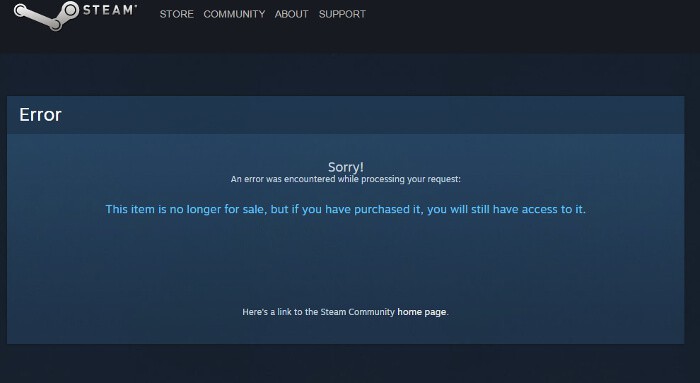 STEAM
STORE COMMUNITY ABOUT SUPPORT
Error
Sorry!
An error was encountered while processing your request:
This item is no longer for sale, but if you have purchased it, you will still have access to it.
Here's a link to the Steam Community home page.